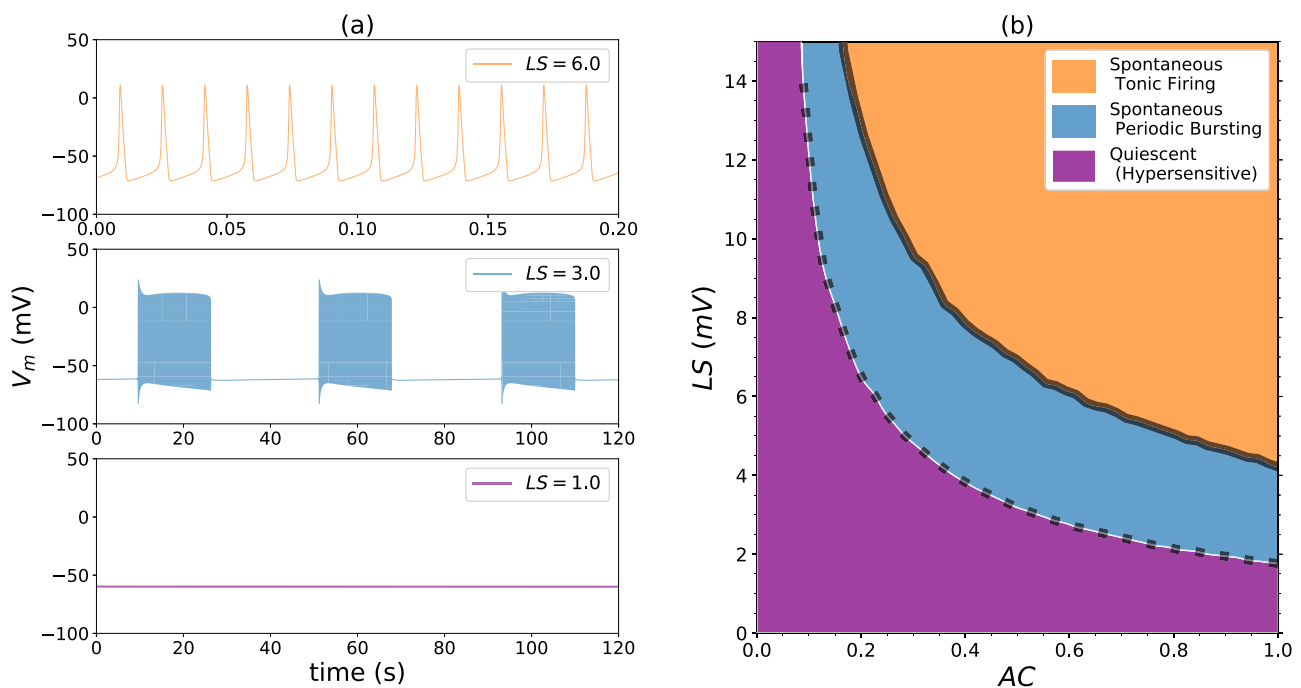 (a)
50
0
−50
−100
LS = 6.0
0.00 0.05 0.10 0.15 0.20
50
0
−50
−100
LS = 3.0
0 20 40 60 80 100 120
V_m (mV)
50
0
−50
−100
LS = 1.0
0 20 40 60 80 100 120
time (s)
(b)
14
12
10
8
6
4
2
0
LS (mV)
Spontaneous
Tonic Firing
Spontaneous
Periodic Bursting
Quiescent
(Hypersensitive)
0.0 0.2 0.4 0.6 0.8 1.0
AC